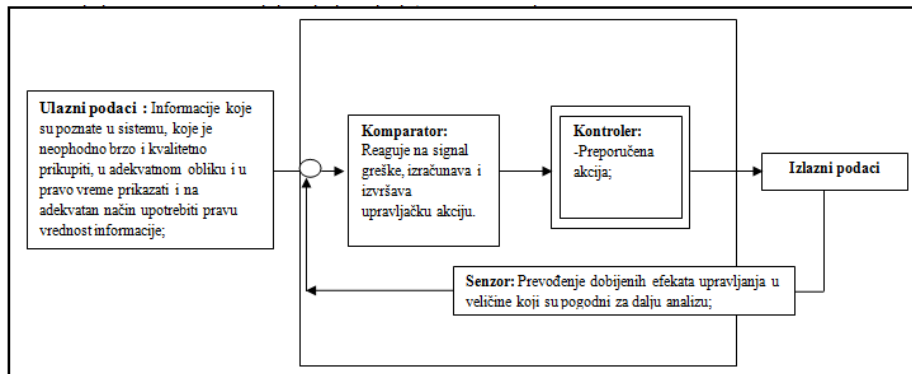 Ulazni podaci : Informacije koje
su poznate u sistemu, koje je
neophodno brzo i kvalitetno
prikupiti, u adekvatnom obliku i u
pravo vreme prikazati i na
adekvatan način upotrebiti pravu
vrednost informacije;
Komparator:
Reaguje na signal
greške, izračunava i
izvršava
upravljačku akciju.
Kontroler:
-Preporučena
akcija;
Izlazni podaci
Senzor: Prevođenje dobijenih efekata upravljanja u
veličine koji su pogodni za dalju analizu;